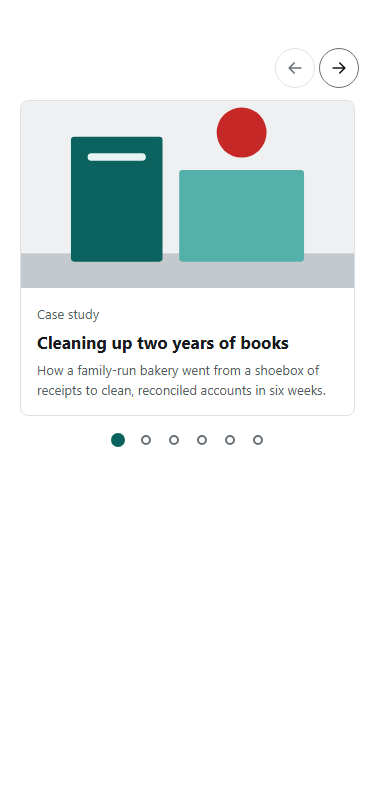 Case study
Cleaning up two years of books
How a family-run bakery went from a shoebox of
receipts to clean, reconciled accounts in six weeks.